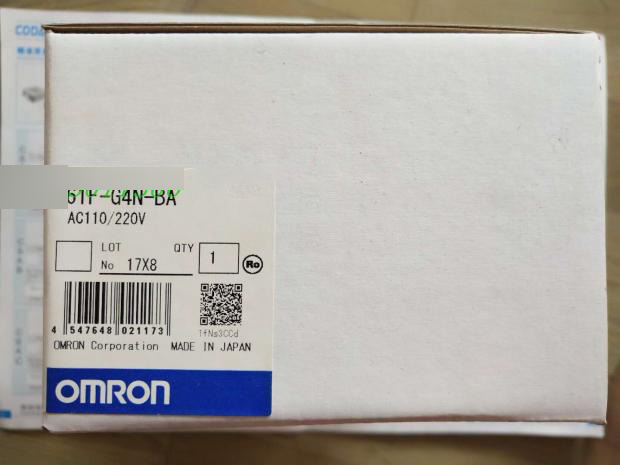 61F-G4N-BA
AC110/220V
LOT
No 17X8
QTY
1
Ro
4 547648 021173
TfNs3CCd
OMRON Corporation MADE IN JAPAN
OMRON